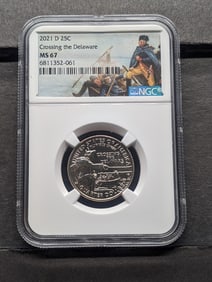 2021 D 25C
Crossing the Delaware
MS 67
6811352-061
NGC